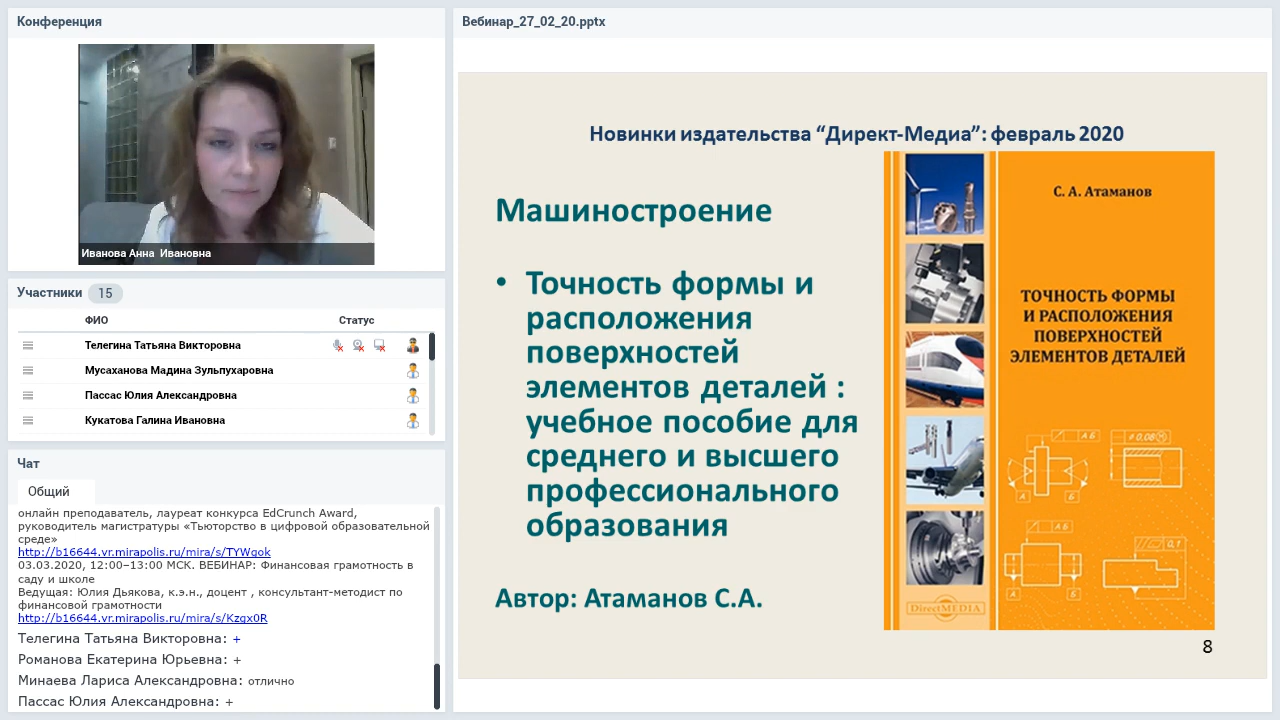 Конференция
Иванова Анна Ивановна
Участники 15
ФИО Статус
Телегина Татьяна Викторовна
Мусаханова Мадина Зульпухаровна
Пассас Юлия Александровна
Кукатова Галина Ивановна
Чат
Общий
онлайн преподаватель, лауреат конкурса EdCrunch Award,
руководитель магистратуры «Тьюторство в цифровой образовательной
среде»
http://b16644.vr.mirapolis.ru/mira/s/TYWgok
03.03.2020, 12:00–13:00 МСК. ВЕБИНАР: Финансовая грамотность в
саду и школе
Ведущая: Юлия Дьякова, к.э.н., доцент , консультант-методист по
финансовой грамотности
http://b16644.vr.mirapolis.ru/mira/s/Kzgx0R
Телегина Татьяна Викторовна: +
Романова Екатерина Юрьевна: +
Минаева Лариса Александровна: отлично
Пассас Юлия Александровна: +
Вебинар_27_02_20.pptx
Новинки издательства “Директ-Медиа”: февраль 2020
Машиностроение
• Точность формы и
расположения
поверхностей
элементов деталей :
учебное пособие для
среднего и высшего
профессионального
образования
Автор: Атаманов С.А.
С. А. Атаманов
ТОЧНОСТЬ ФОРМЫ
И РАСПОЛОЖЕНИЯ
ПОВЕРХНОСТЕЙ
ЭЛЕМЕНТОВ ДЕТАЛЕЙ
А Б
⌀ 0,08 М
А Б
А Б
0,1
А Б
DirectMEDIA
8